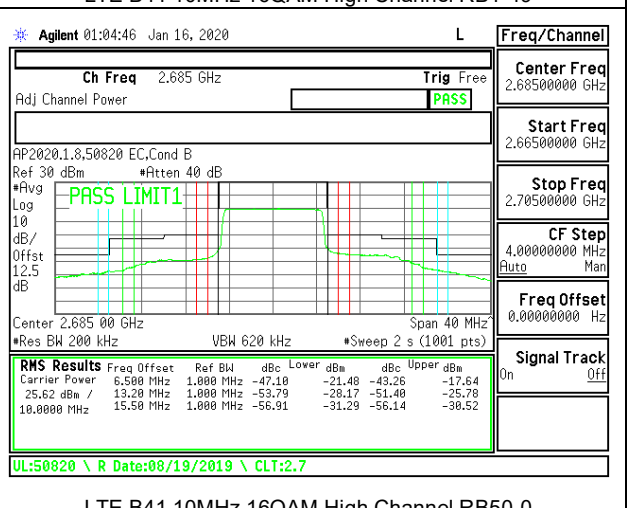 LTE B41 10MHz 16QAM High Channel RB1-49
Agilent 01:04:46 Jan 16, 2020 L Freq/Channel
Ch Freq 2.685 GHz Trig Free
Adj Channel Power PASS
Center Freq
2.68500000 GHz
Start Freq
2.66500000 GHz
Stop Freq
2.70500000 GHz
CF Step
4.00000000 MHz
Auto Man
Freq Offset
0.00000000 Hz
Signal Track
On Off
AP2020.1.8,50820 EC,Cond B
Ref 30 dBm #Atten 40 dB
#Avg
Log
10
dB/
Offst
12.5
dB
PASS LIMIT1
Center 2.685 00 GHz Span 40 MHz^
#Res BW 200 kHz VBW 620 kHz #Sweep 2 s (1001 pts)
RMS Results Freq Offset Ref BW dBc Lower dBm dBc Upper dBm
Carrier Power 6.500 MHz 1.000 MHz -47.10 -21.48 -43.26 -17.64
25.62 dBm / 13.20 MHz 1.000 MHz -53.79 -28.17 -51.40 -25.78
10.0000 MHz 15.50 MHz 1.000 MHz -56.91 -31.29 -56.14 -30.52
UL:50820 \ R Date:08/19/2019 \ CLT:2.7
LTE B41 10MHz 16QAM High Channel RB50-0